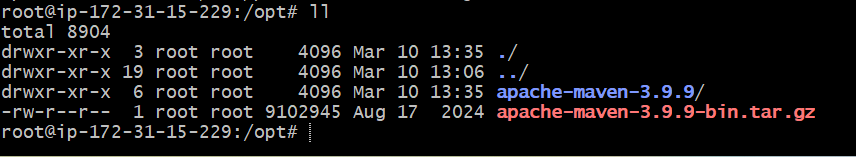 root@ip-172-31-15-229:/opt# ll
total 8904
drwxr-xr-x  3 root root    4096 Mar 10 13:35 ./
drwxr-xr-x 19 root root    4096 Mar 10 13:06 ../
drwxr-xr-x  6 root root    4096 Mar 10 13:35 apache-maven-3.9.9/
-rw-r--r--  1 root root 9102945 Aug 17  2024 apache-maven-3.9.9-bin.tar.gz
root@ip-172-31-15-229:/opt#